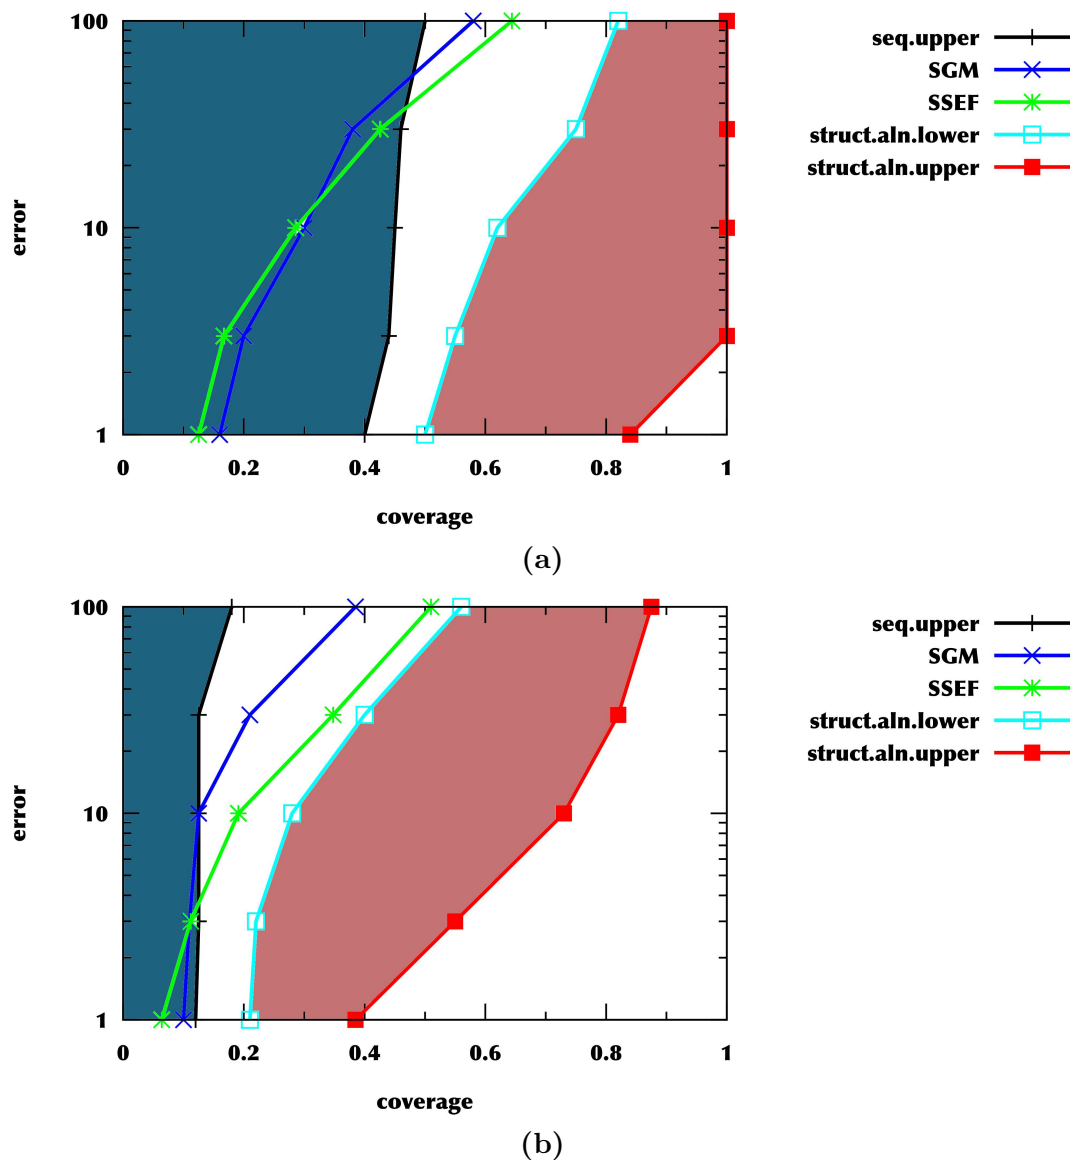 100
10
1
error
0 0.2 0.4 0.6 0.8 1
coverage
seq.upper
SGM
SSEF
struct.aln.lower
struct.aln.upper
(a)
100
10
1
error
0 0.2 0.4 0.6 0.8 1
coverage
seq.upper
SGM
SSEF
struct.aln.lower
struct.aln.upper
(b)